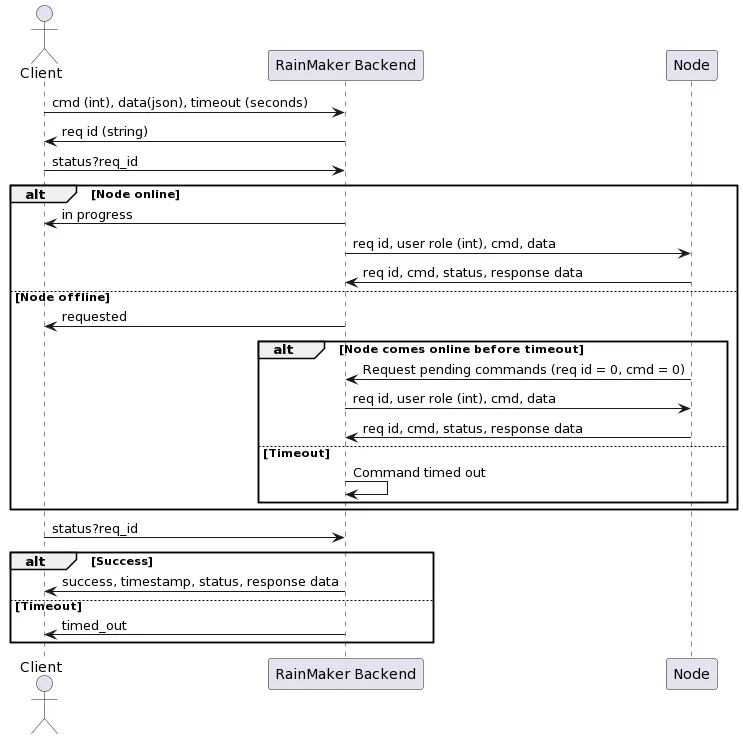 Client
RainMaker Backend
Node
cmd (int), data(json), timeout (seconds)
req id (string)
status?req_id
alt [Node online]
in progress
req id, user role (int), cmd, data
req id, cmd, status, response data
[Node offline]
requested
alt [Node comes online before timeout]
Request pending commands (req id = 0, cmd = 0)
req id, user role (int), cmd, data
req id, cmd, status, response data
[Timeout]
Command timed out
status?req_id
alt [Success]
success, timestamp, status, response data
[Timeout]
timed_out
Client
RainMaker Backend
Node